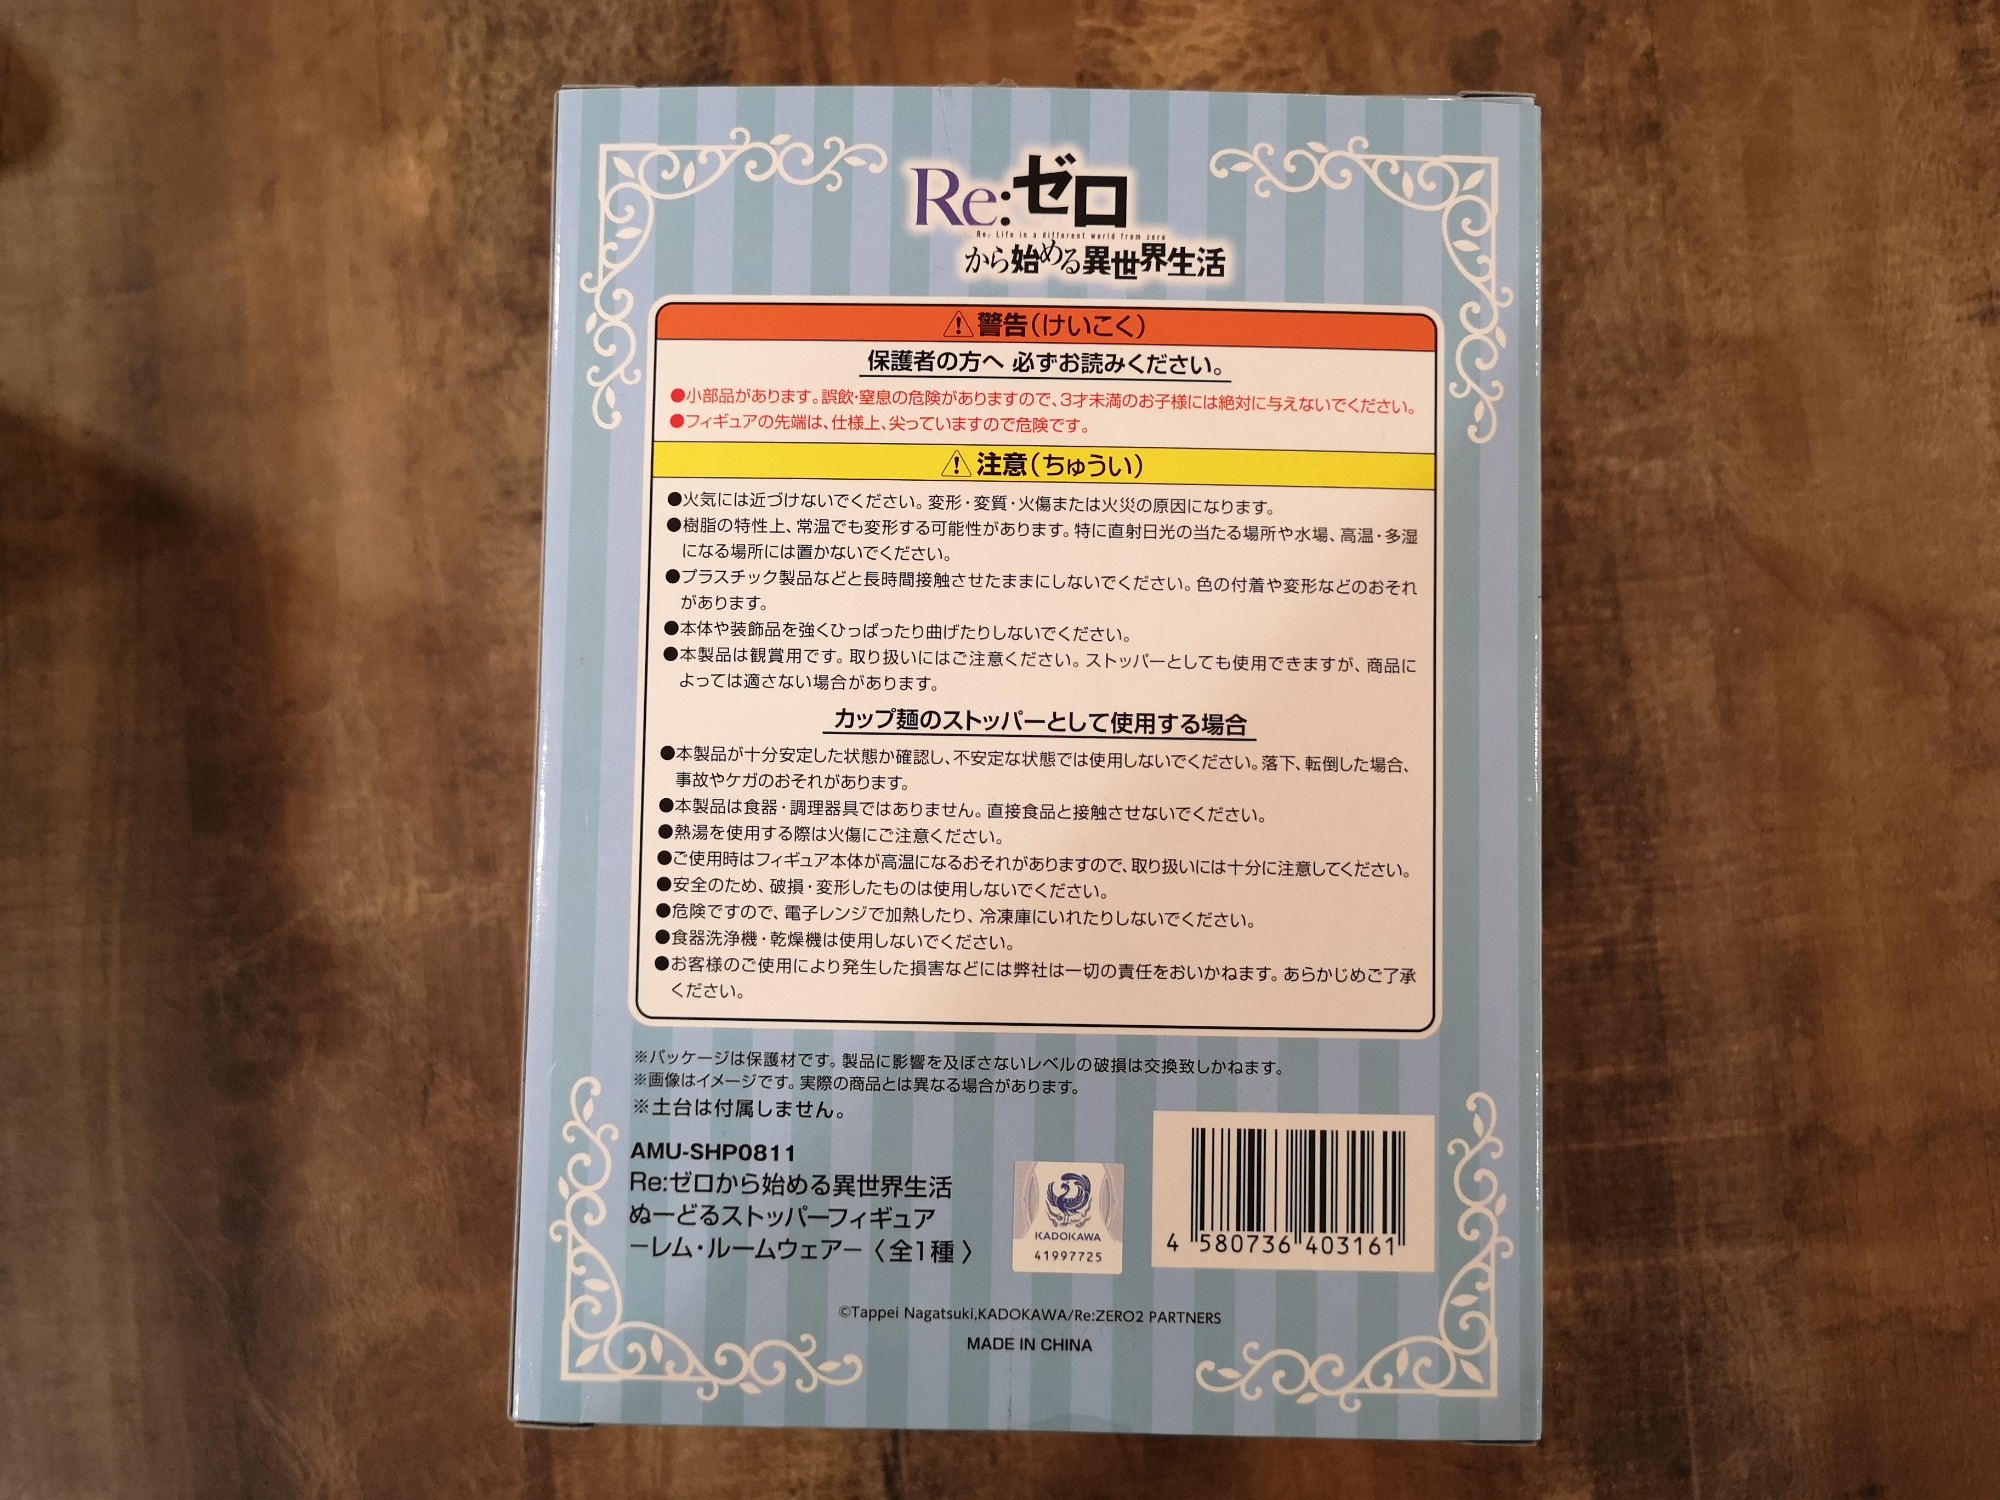 Re:ゼロ
Re: Life in a different world from zero
から始める異世界生活
⚠警告(けいこく)
保護者の方へ 必ずお読みください。
●小部品があります。誤飲・窒息の危険がありますので、3才未満のお子様には絶対に与えないでください。
●フィギュアの先端は、仕様上、尖っていますので危険です。
⚠注意(ちゅうい)
●火気には近づけないでください。変形・変質・火傷または火災の原因になります。
●樹脂の特性上、常温でも変形する可能性があります。特に直射日光の当たる場所や水場、高温・多湿
になる場所には置かないでください。
●プラスチック製品などと長時間接触させたままにしないでください。色の付着や変形などのおそれ
があります。
●本体や装飾品を強くひっぱったり曲げたりしないでください。
●本製品は観賞用です。取り扱いにはご注意ください。ストッパーとしても使用できますが、商品に
よっては適さない場合があります。
カップ麺のストッパーとして使用する場合
●本製品が十分安定した状態か確認し、不安定な状態では使用しないでください。落下、転倒した場合、
事故やケガのおそれがあります。
●本製品は食器・調理器具ではありません。直接食品と接触させないでください。
●熱湯を使用する際は火傷にご注意ください。
●ご使用時はフィギュア本体が高温になるおそれがありますので、取り扱いには十分に注意してください。
●安全のため、破損・変形したものは使用しないでください。
●危険ですので、電子レンジで加熱したり、冷凍庫にいれたりしないでください。
●食器洗浄機・乾燥機は使用しないでください。
●お客様のご使用により発生した損害などには弊社は一切の責任をおいかねます。あらかじめご了承
ください。
※パッケージは保護材です。製品に影響を及ぼさないレベルの破損は交換致しかねます。
※画像はイメージです。実際の商品とは異なる場合があります。
※土台は付属しません。
AMU-SHP0811
Re:ゼロから始める異世界生活
ぬーどるストッパーフィギュア
ーレム・ルームウェアー〈全1種〉
KADOKAWA
41997725
4 580736 403161
©Tappei Nagatsuki,KADOKAWA/Re:ZERO2 PARTNERS
MADE IN CHINA